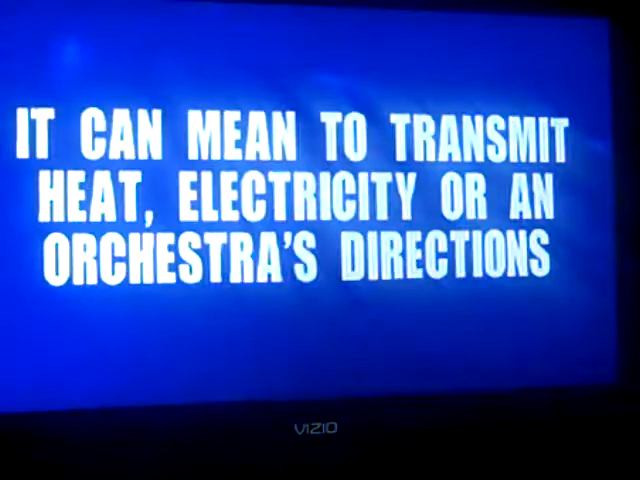 IT CAN MEAN TO TRANSMIT
HEAT, ELECTRICITY OR AN
ORCHESTRA'S DIRECTIONS
VIZIO